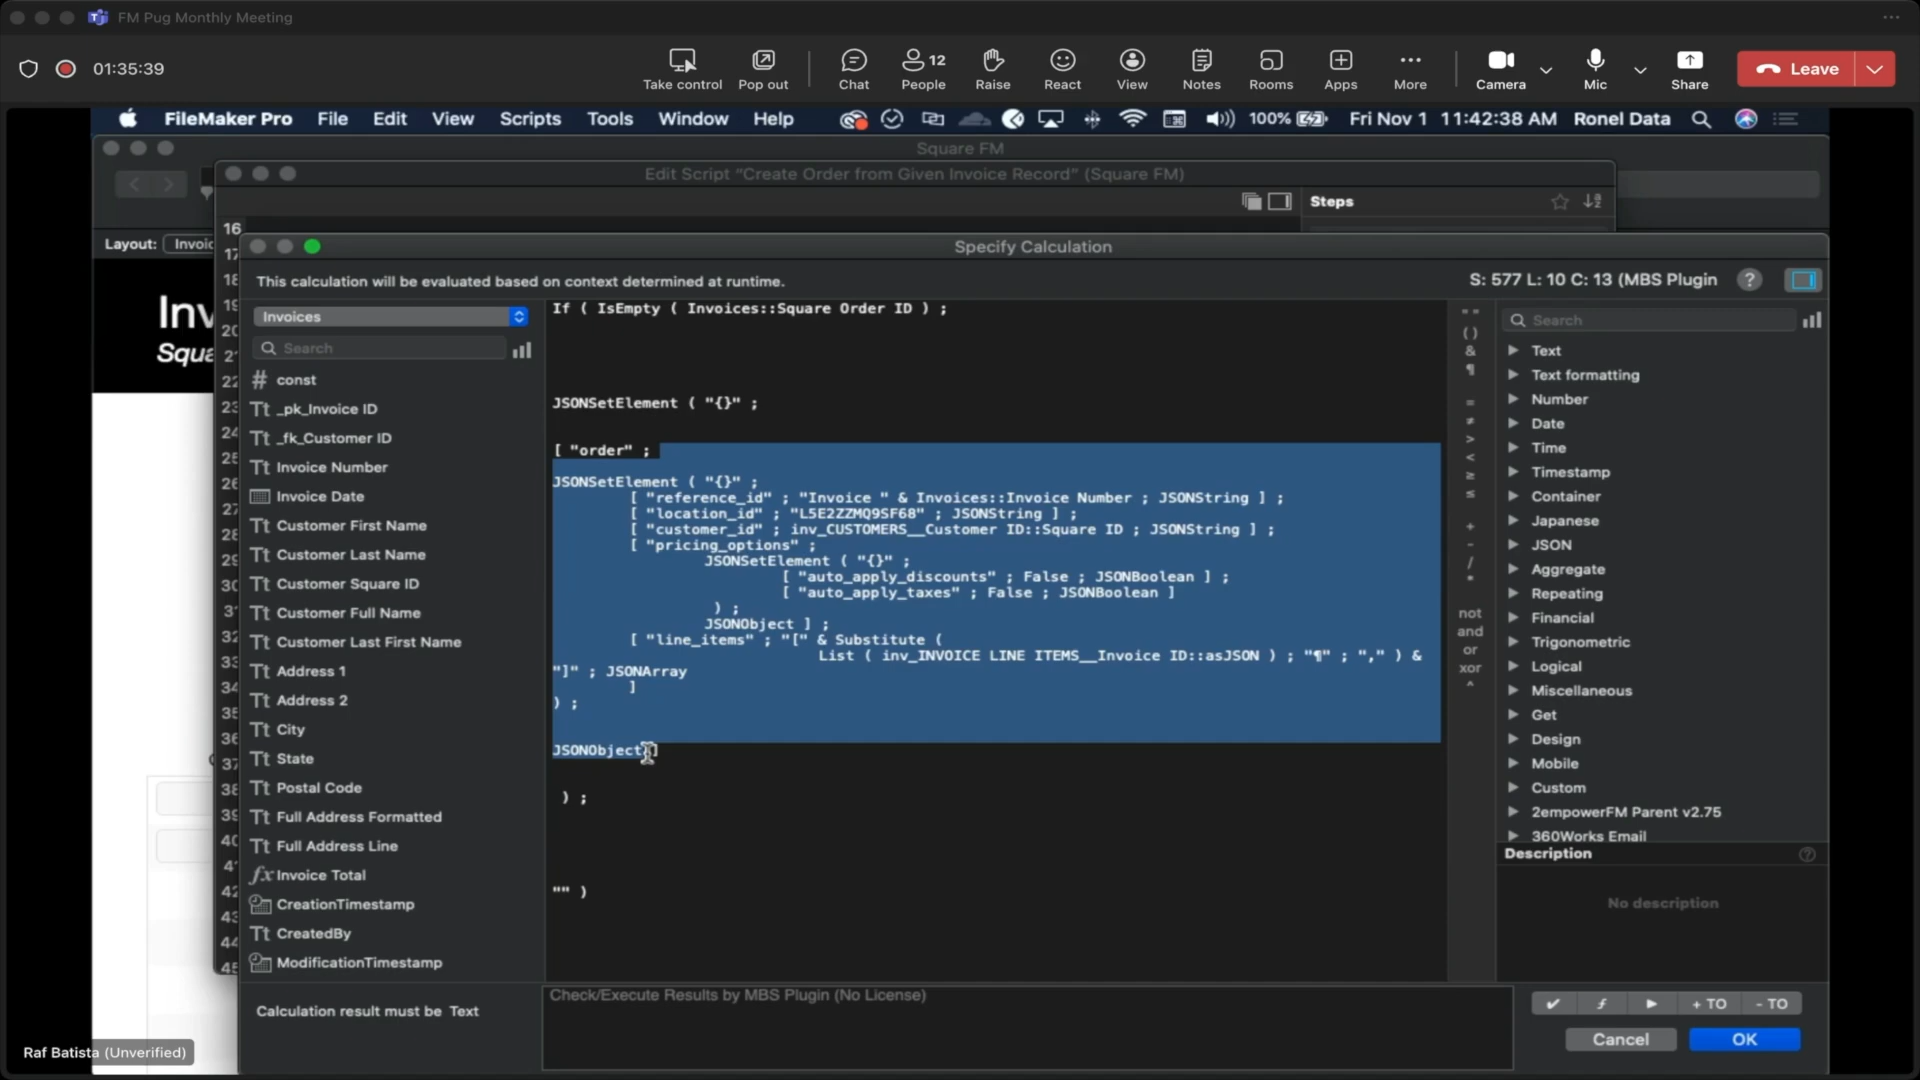 FM Pug Monthly Meeting
01:35:39
Take control
Pop out
Chat
12
People
Raise
React
View
Notes
Rooms
Apps
More
Camera
Mic
Share
Leave
FileMaker Pro File Edit View Scripts Tools Window Help 100% Fri Nov 1 11:42:38 AM Ronel Data
Square FM
Edit Script "Create Order from Given Invoice Record" (Square FM)
Steps
Layout:
16
Specify Calculation
This calculation will be evaluated based on context determined at runtime.
S: 577 L: 10 C: 13 (MBS Plugin
?
Invoices
Search
const
_pk_Invoice ID
_fk_Customer ID
Invoice Number
Invoice Date
Customer First Name
Customer Last Name
Customer Square ID
Customer Full Name
Customer Last First Name
Address 1
Address 2
City
State
Postal Code
Full Address Formatted
Full Address Line
Invoice Total
CreationTimestamp
CreatedBy
ModificationTimestamp
If ( IsEmpty ( Invoices::Square Order ID ) ;
JSONSetElement ( "{}" ;
[ "order" ;
JSONSetElement ( "{}" ;
[ "reference_id" ; "Invoice " & Invoices::Invoice Number ; JSONString ] ;
[ "location_id" ; "L5E2ZZMQ9SF68" ; JSONString ] ;
[ "customer_id" ; inv_CUSTOMERS__Customer ID::Square ID ; JSONString ] ;
[ "pricing_options" ;
JSONSetElement ( "{}" ;
[ "auto_apply_discounts" ; False ; JSONBoolean ] ;
[ "auto_apply_taxes" ; False ; JSONBoolean ]
) ;
JSONObject ] ;
[ "line_items" ; "[" & Substitute (
List ( inv_INVOICE LINE ITEMS__Invoice ID::asJSON ) ; "¶" ; "," ) &
"]" ; JSONArray
]
) ;
JSONObject ]
) ;
"" )
" "
( )
&
¶
=
≠
>
<
≥
≤
+
-
/
*
not
and
or
xor
^
Search
Text
Text formatting
Number
Date
Time
Timestamp
Container
Japanese
JSON
Aggregate
Repeating
Financial
Trigonometric
Logical
Miscellaneous
Get
Design
Mobile
Custom
2empowerFM Parent v2.75
360Works Email
Description
No description
Calculation result must be Text
Check/Execute Results by MBS Plugin (No License)
+ TO
- TO
Cancel
OK
Raf Batista (Unverified)